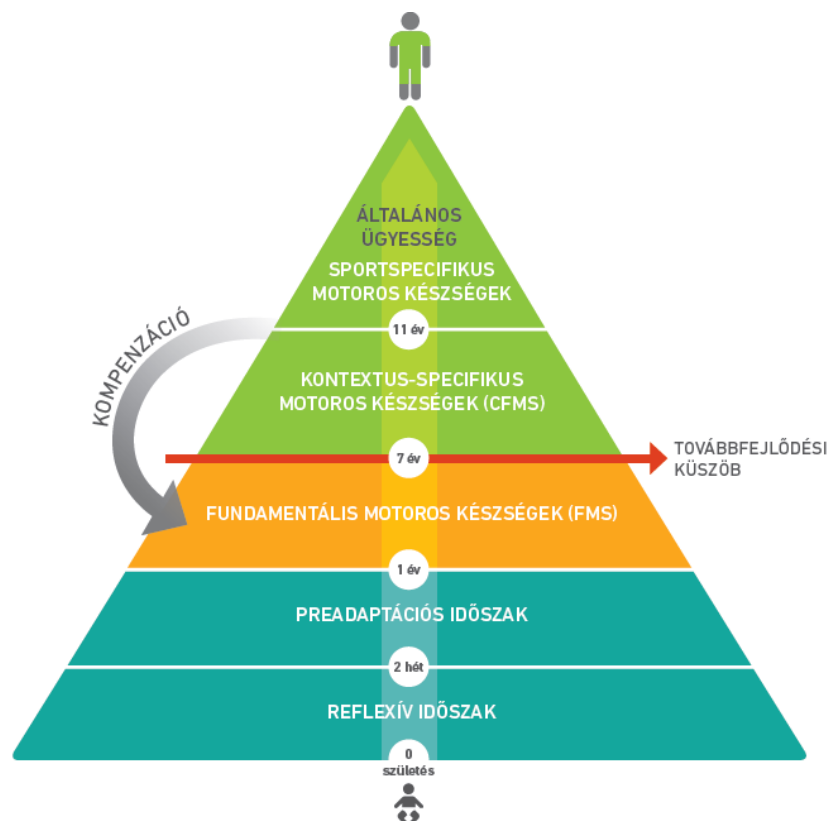 ÁLTALÁNOS
ÜGYESSÉG
SPORTSPECIFIKUS
MOTOROS KÉSZSÉGEK
KOMPENZÁCIÓ
11 év
KONTEXTUS-SPECIFIKUS
MOTOROS KÉSZSÉGEK (CFMS)
7 év
TOVÁBBFEJLŐDÉSI
KÜSZÖB
FUNDAMENTÁLIS MOTOROS KÉSZSÉGEK (FMS)
1 év
PREADAPTÁCIÓS IDŐSZAK
2 hét
REFLEXÍV IDŐSZAK
0
születés